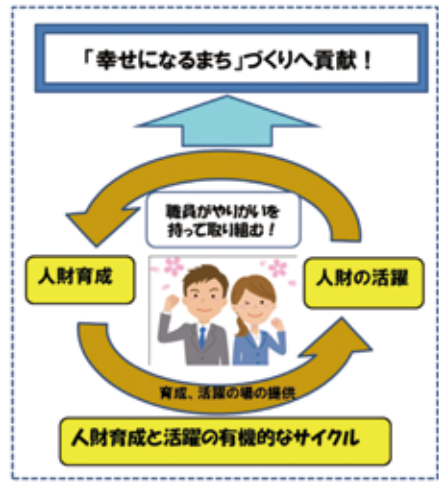 「幸せになるまち」づくりへ貢献！
職員がやりがいを
持って取り組む！
人財育成
人財の活躍
育成、活躍の場の提供
人財育成と活躍の有機的なサイクル